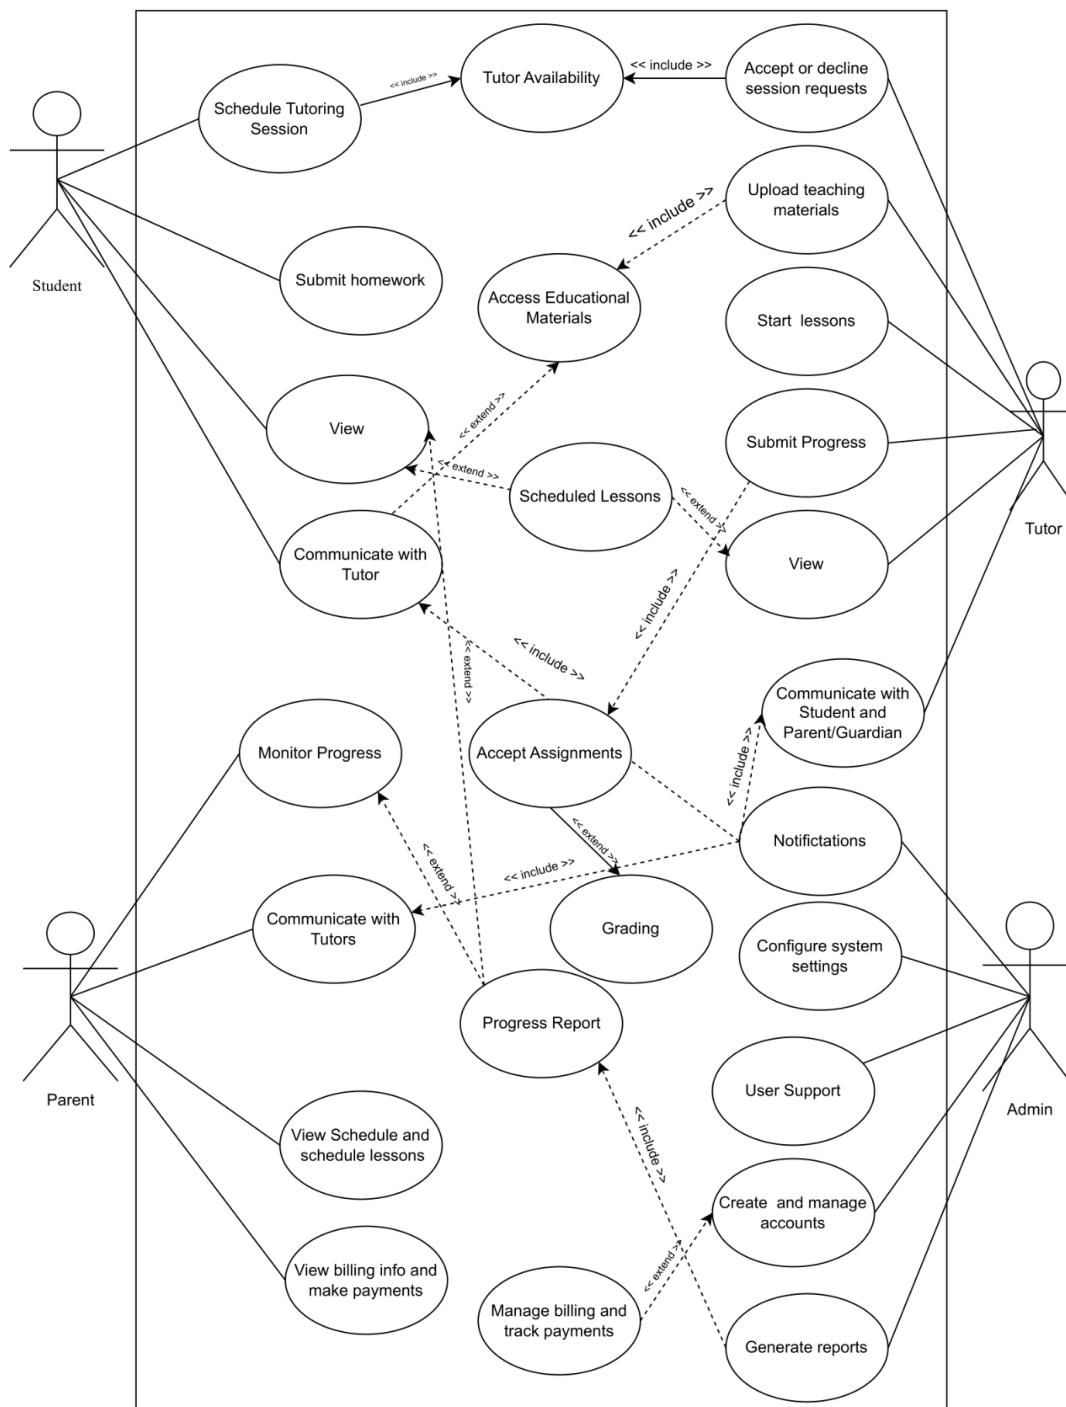 << include >>
Tutor Availability
<< include >>
Accept or decline
session requests
Schedule Tutoring
Session
Upload teaching
materials
<< include >>
Student
Submit homework
Access Educational
Materials
Start lessons
<< extend >>
View
<< extend >>
Scheduled Lessons
Submit Progress
<< extend >>
Tutor
Communicate with
Tutor
View
<< include >>
<< extend >>
<< include >>
Communicate with
Student and
Parent/Guardian
Monitor Progress
Accept Assignments
<< include >>
<< extend >>
Notifictations
<< extend >>
<< include >>
Communicate with
Tutors
Grading
Configure system
settings
Progress Report
Parent
User Support
Admin
<< include >>
View Schedule and
schedule lessons
Create and manage
accounts
<< extend >>
View billing info and
make payments
Manage billing and
track payments
Generate reports